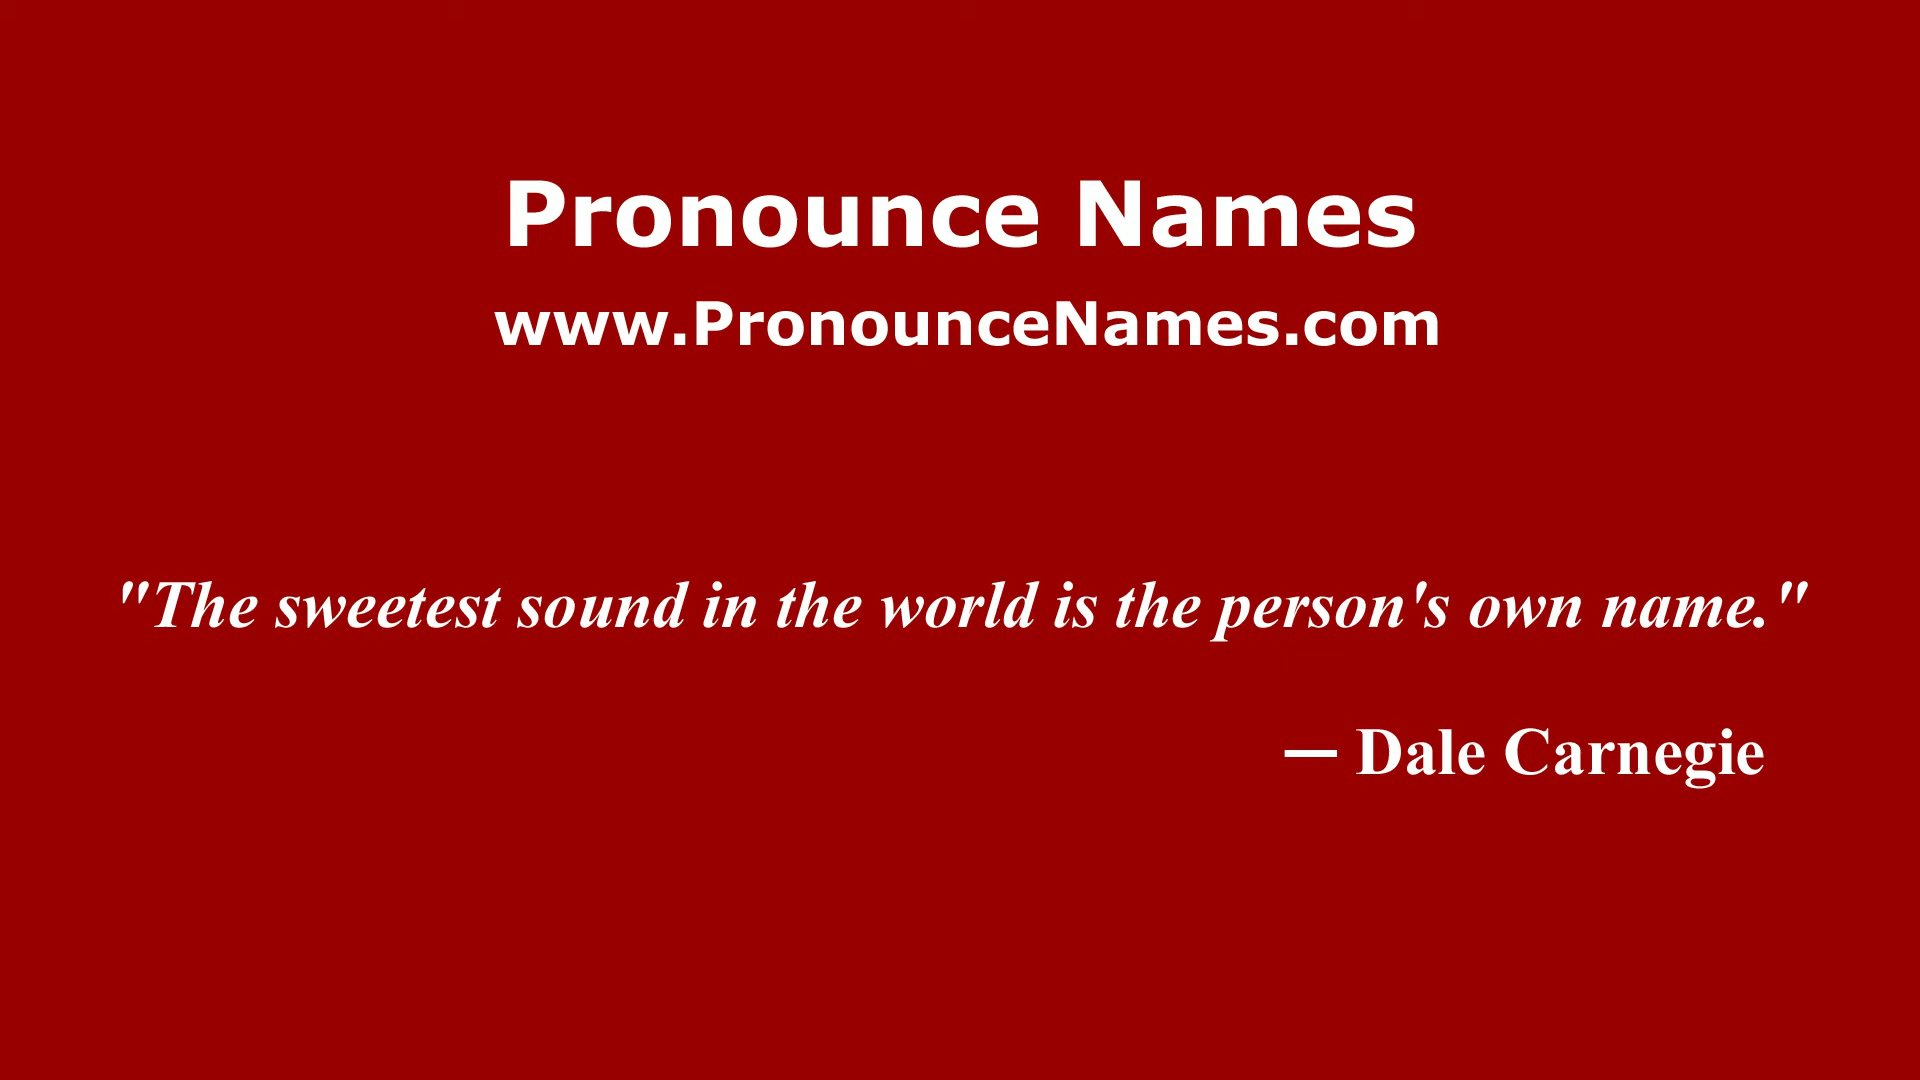 Pronounce Names
www.PronounceNames.com
"The sweetest sound in the world is the person's own name."
— Dale Carnegie